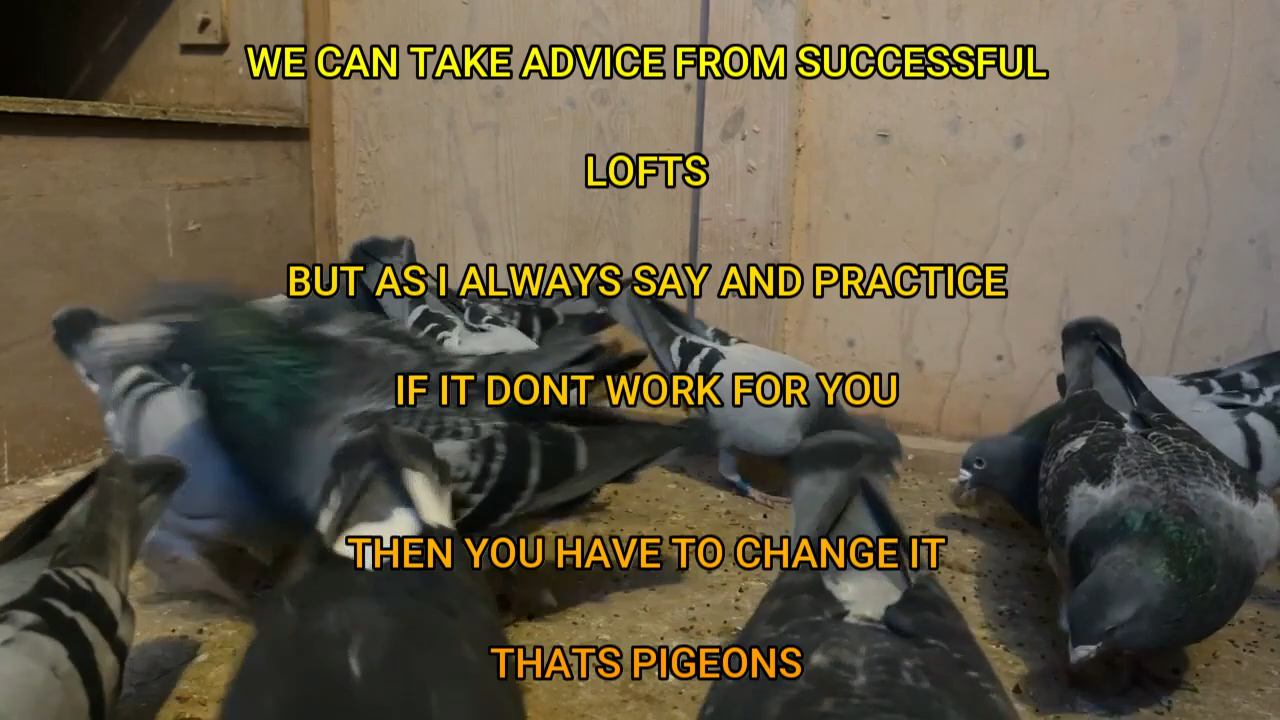 WE CAN TAKE ADVICE FROM SUCCESSFUL
LOFTS
BUT AS I ALWAYS SAY AND PRACTICE
IF IT DONT WORK FOR YOU
THEN YOU HAVE TO CHANGE IT
THATS PIGEONS